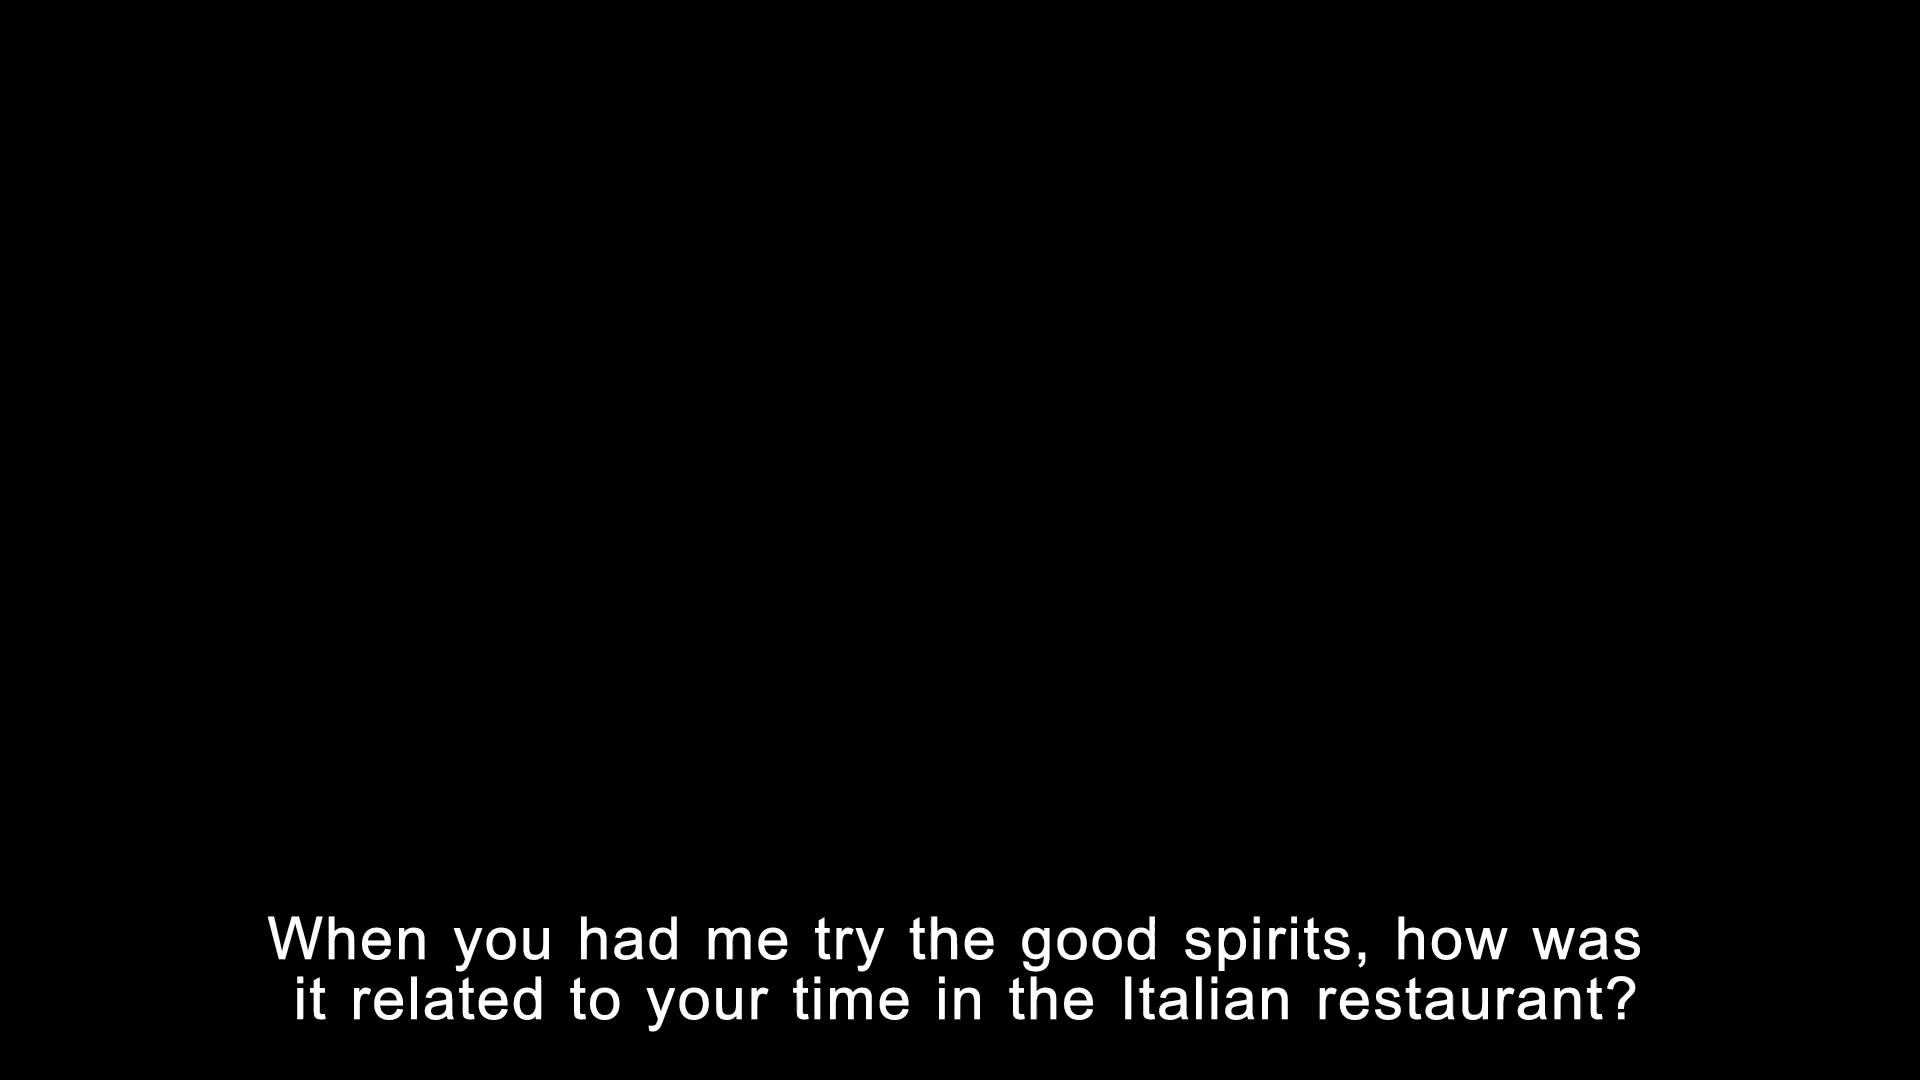 When you had me try the good spirits, how was
it related to your time in the Italian restaurant?